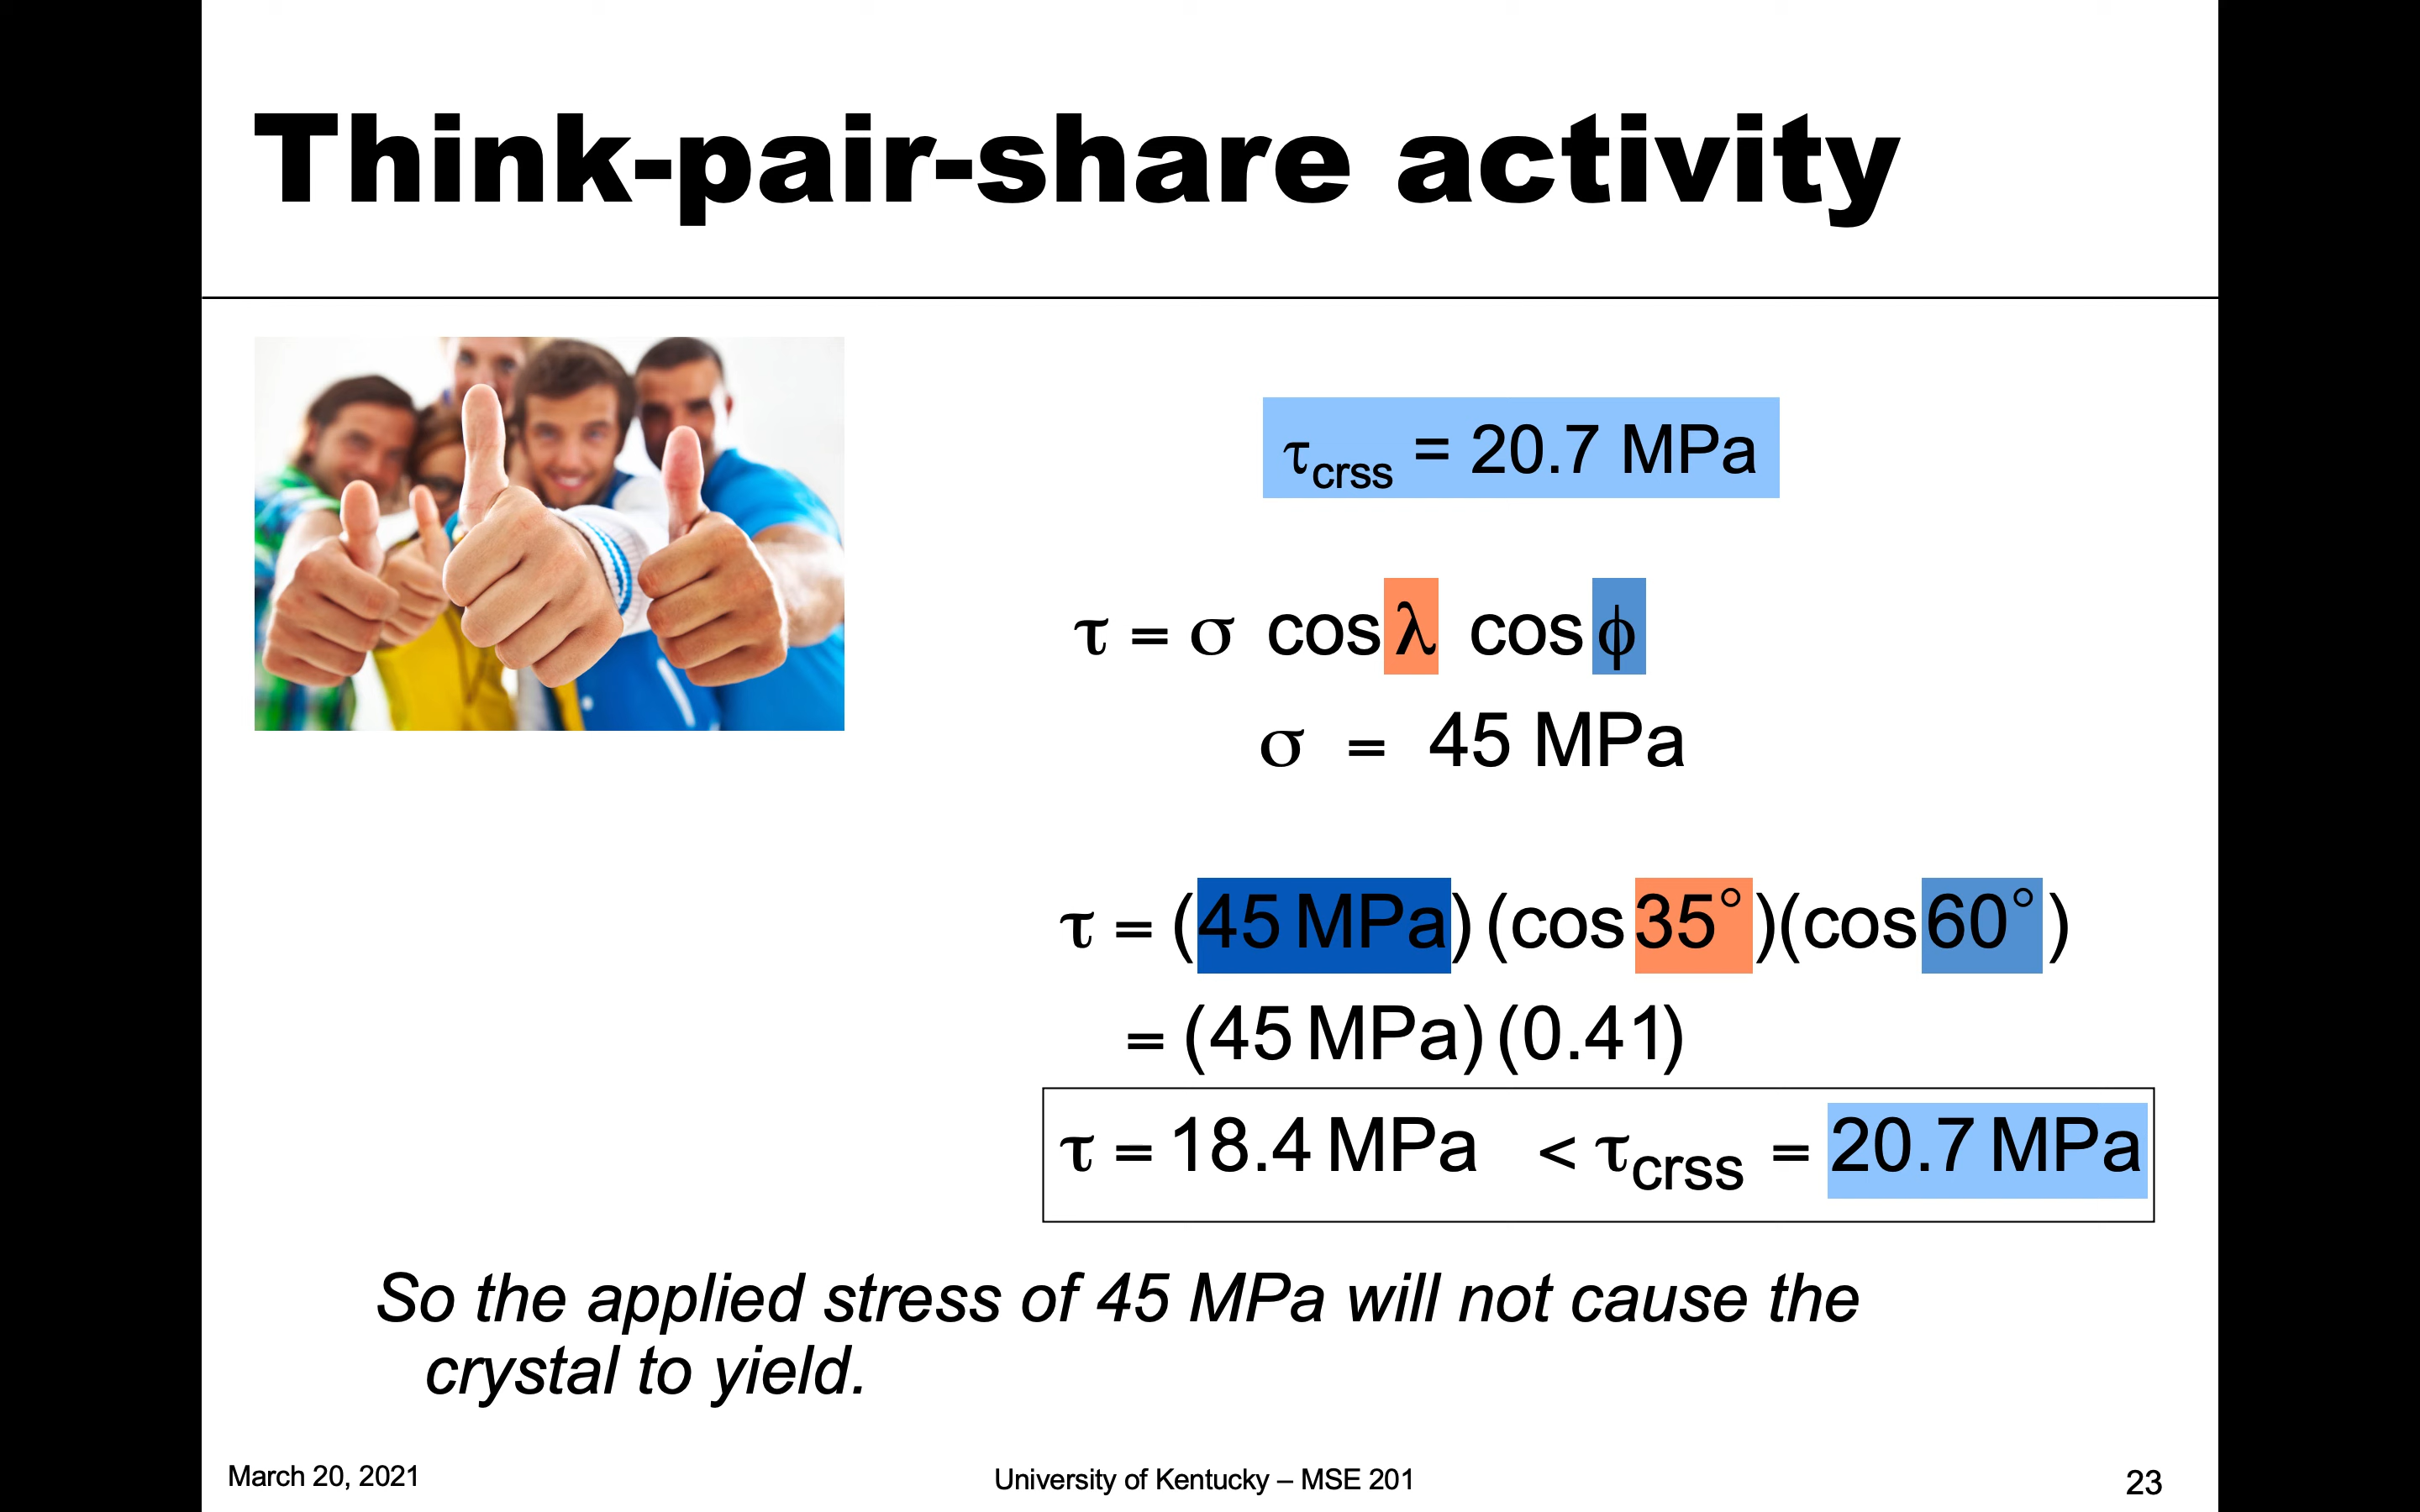 Think-pair-share activity
τcrss = 20.7 MPa
τ = σ cos λ cos ϕ
σ = 45 MPa
τ = (45 MPa) (cos 35°)(cos 60°)
= (45 MPa) (0.41)
τ = 18.4 MPa < τcrss = 20.7 MPa
So the applied stress of 45 MPa will not cause the
crystal to yield.
March 20, 2021
University of Kentucky – MSE 201
23